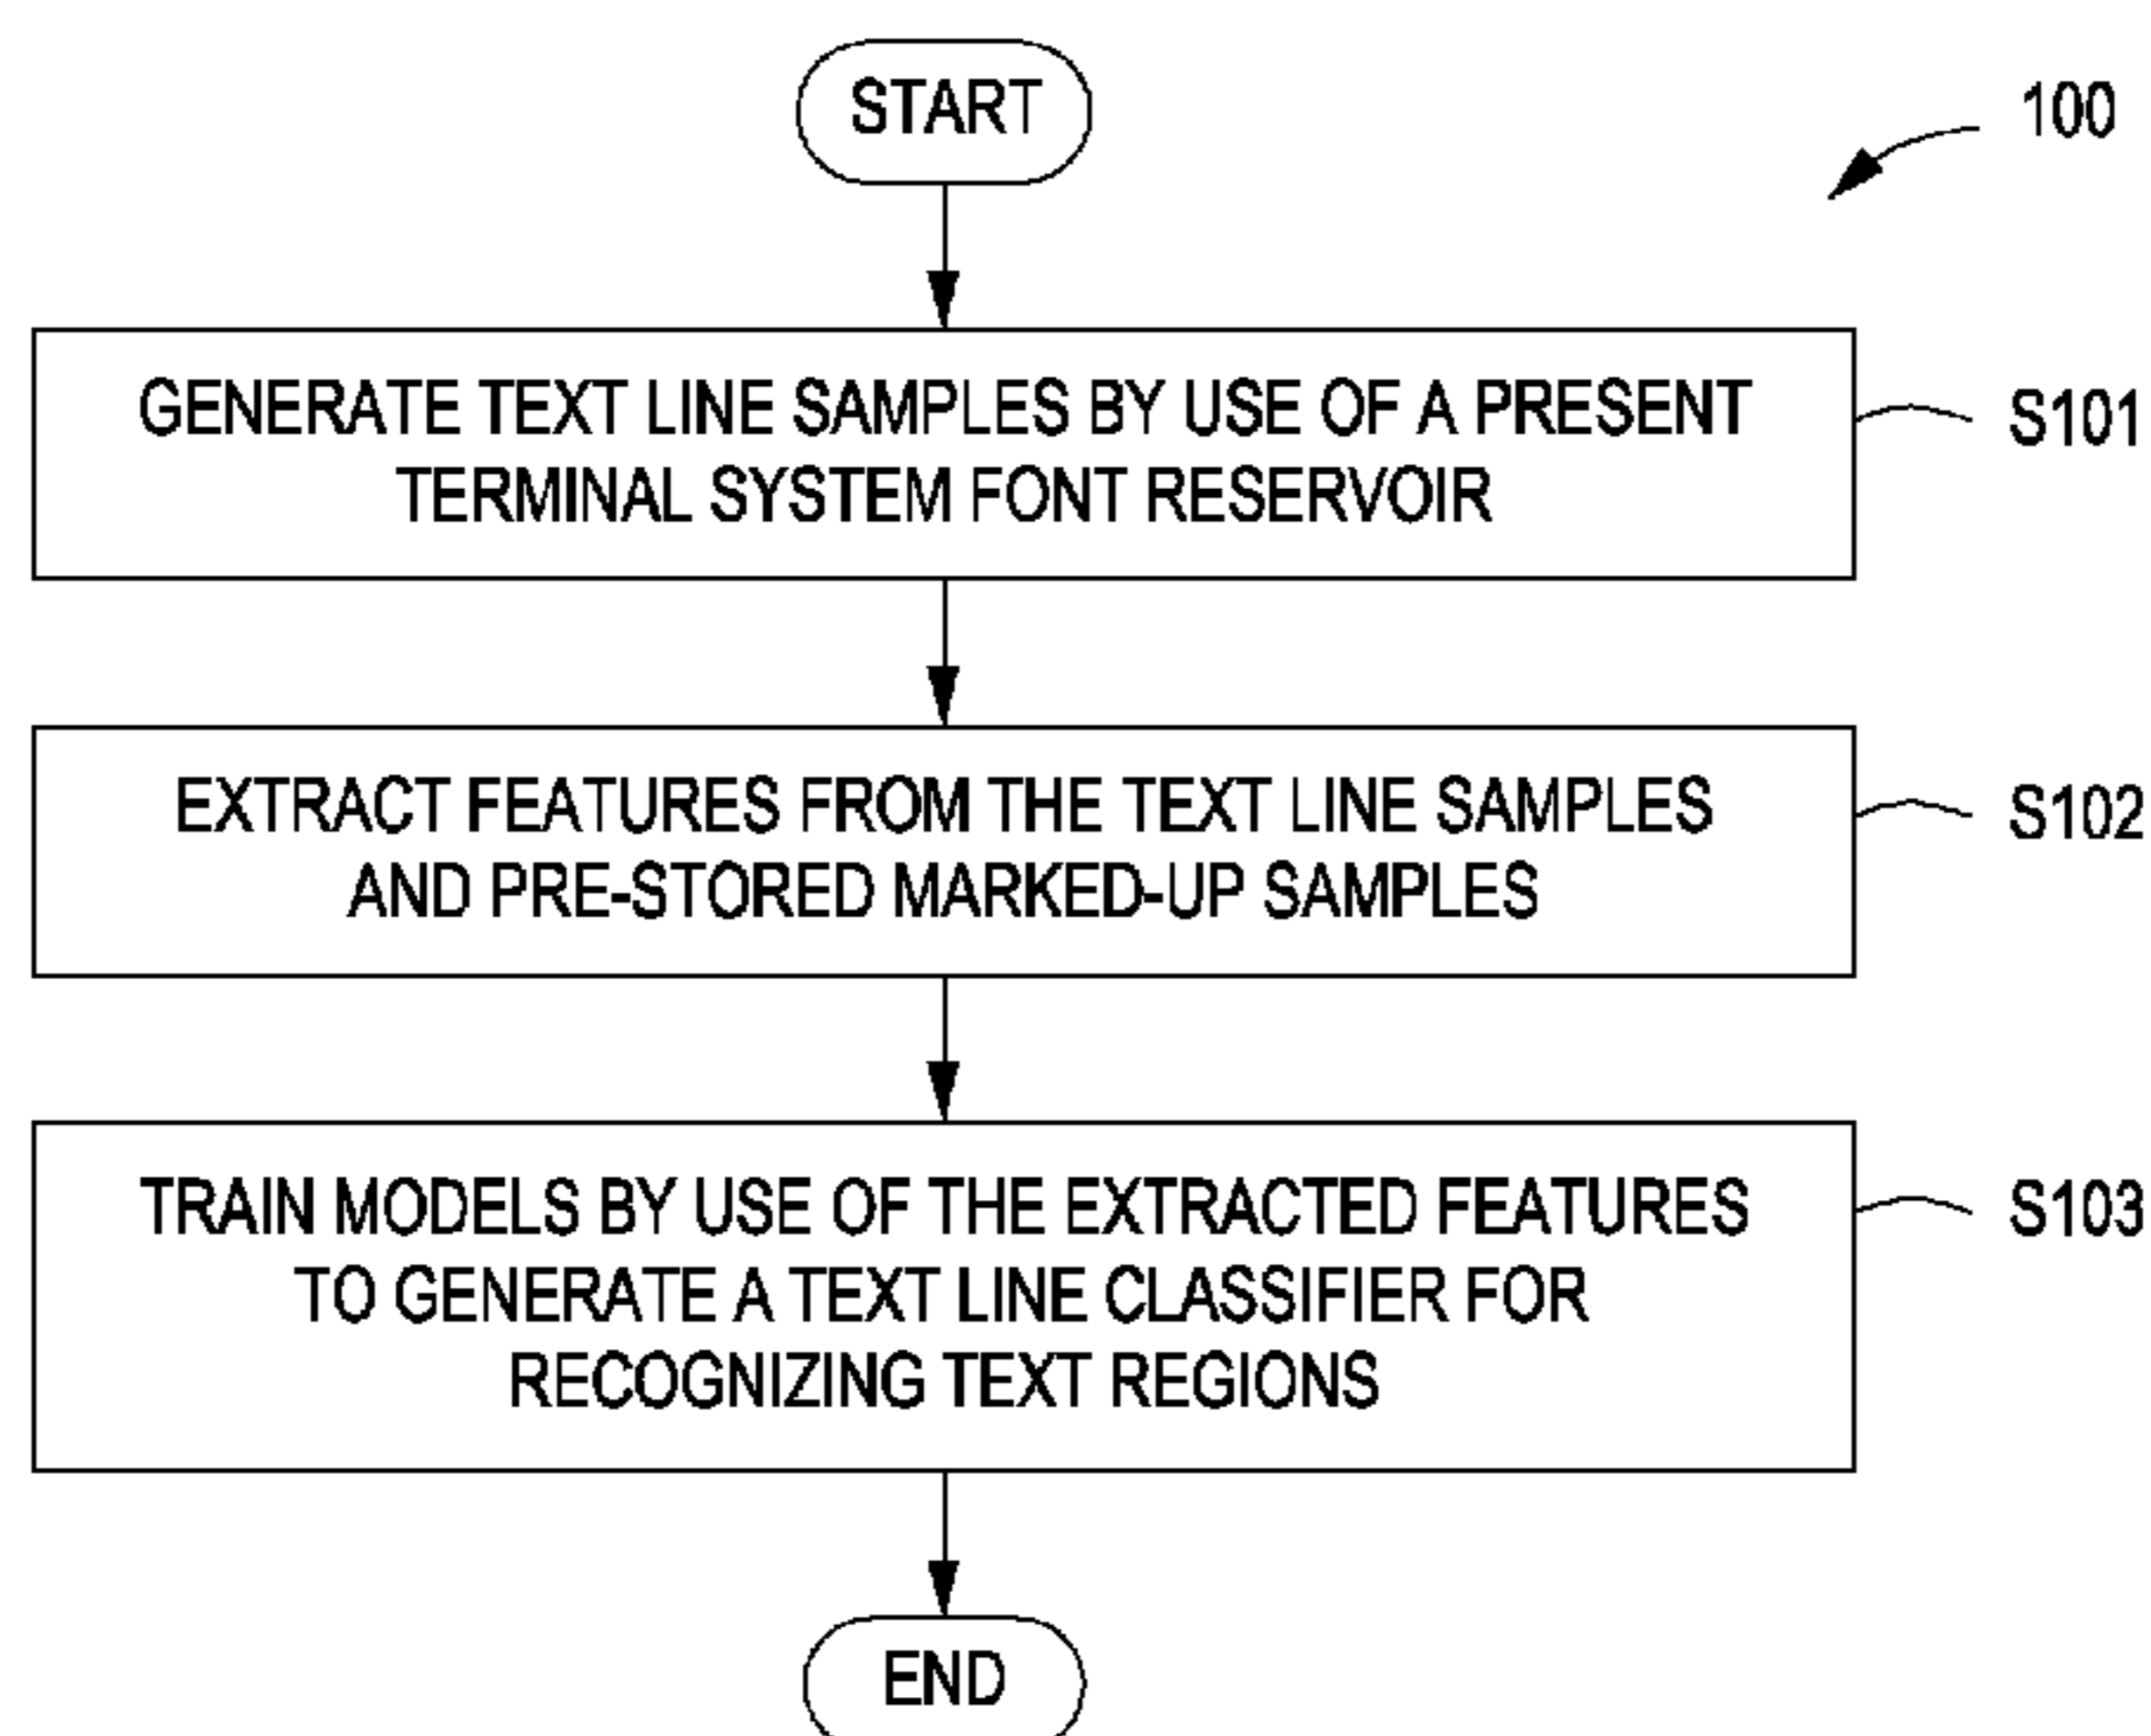 START
100
GENERATE TEXT LINE SAMPLES BY USE OF A PRESENT
TERMINAL SYSTEM FONT RESERVOIR
S101
EXTRACT FEATURES FROM THE TEXT LINE SAMPLES
AND PRE-STORED MARKED-UP SAMPLES
S102
TRAIN MODELS BY USE OF THE EXTRACTED FEATURES
TO GENERATE A TEXT LINE CLASSIFIER FOR
RECOGNIZING TEXT REGIONS
S103
END